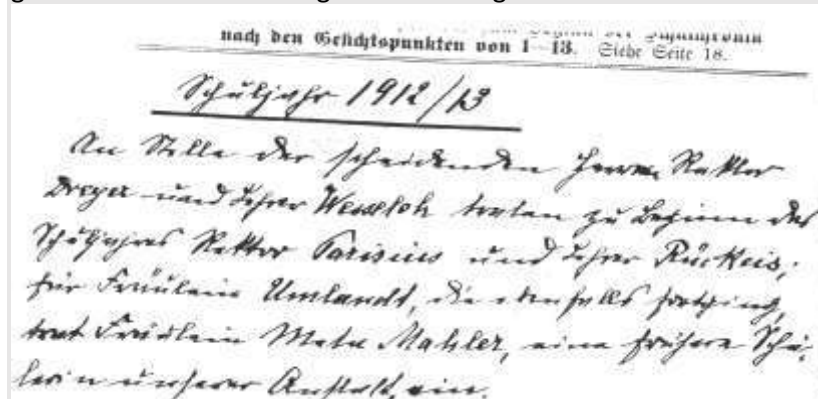 nach den Gesichtspunkten von 1–13. Siehe Seite 18.
Schuljahr 1912/13
An Stelle der scheidenden Herren Rektor
Dreyer und Lehrer Wesseloh traten zu Beginn des
Schuljahres Rektor Parisius und Lehrer Rückeis;
für Fräulein Umlandt, die ebenfalls fortging,
trat Fräulein Meta Mahler, eine frühere Schü-
lerin unserer Anstalt, ein.